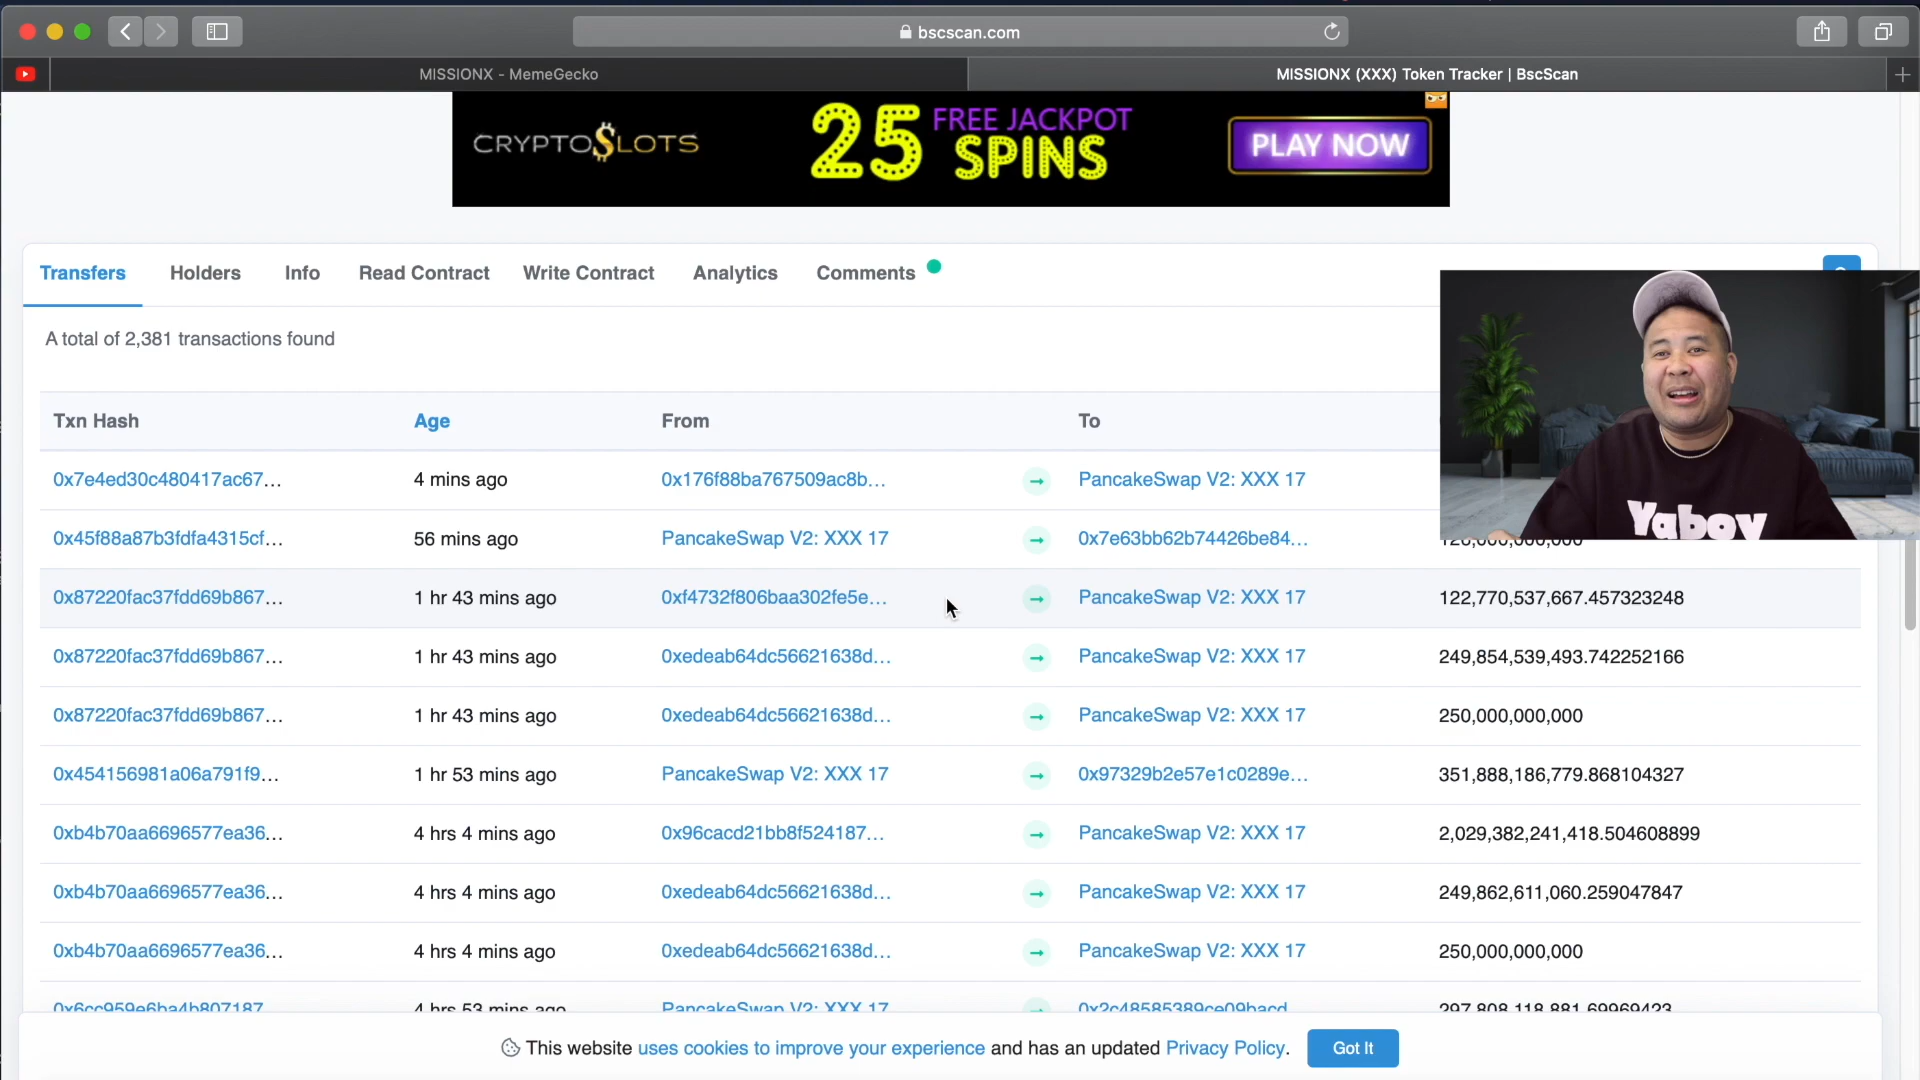 bscscan.com
MISSIONX - MemeGecko
MISSIONX (XXX) Token Tracker | BscScan
CRYPTO$LOTS
25 FREE JACKPOT SPINS
PLAY NOW
Transfers Holders Info Read Contract Write Contract Analytics Comments
A total of 2,381 transactions found
Txn Hash Age From To
0x7e4ed30c480417ac67... 4 mins ago 0x176f88ba767509ac8b... → PancakeSwap V2: XXX 17
0x45f88a87b3fdfa4315cf... 56 mins ago PancakeSwap V2: XXX 17 → 0x7e63bb62b74426be84...
0x87220fac37fdd69b867... 1 hr 43 mins ago 0xf4732f806baa302fe5e... → PancakeSwap V2: XXX 17 122,770,537,667.457323248
0x87220fac37fdd69b867... 1 hr 43 mins ago 0xedeab64dc56621638d... → PancakeSwap V2: XXX 17 249,854,539,493.742252166
0x87220fac37fdd69b867... 1 hr 43 mins ago 0xedeab64dc56621638d... → PancakeSwap V2: XXX 17 250,000,000,000
0x454156981a06a791f9... 1 hr 53 mins ago PancakeSwap V2: XXX 17 → 0x97329b2e57e1c0289e... 351,888,186,779.868104327
0xb4b70aa6696577ea36... 4 hrs 4 mins ago 0x96cacd21bb8f524187... → PancakeSwap V2: XXX 17 2,029,382,241,418.504608899
0xb4b70aa6696577ea36... 4 hrs 4 mins ago 0xedeab64dc56621638d... → PancakeSwap V2: XXX 17 249,862,611,060.259047847
0xb4b70aa6696577ea36... 4 hrs 4 mins ago 0xedeab64dc56621638d... → PancakeSwap V2: XXX 17 250,000,000,000
4 hrs 53 mins ago PancakeSwap V2: XXX 17
This website uses cookies to improve your experience and has an updated Privacy Policy. Got It
Yaboy